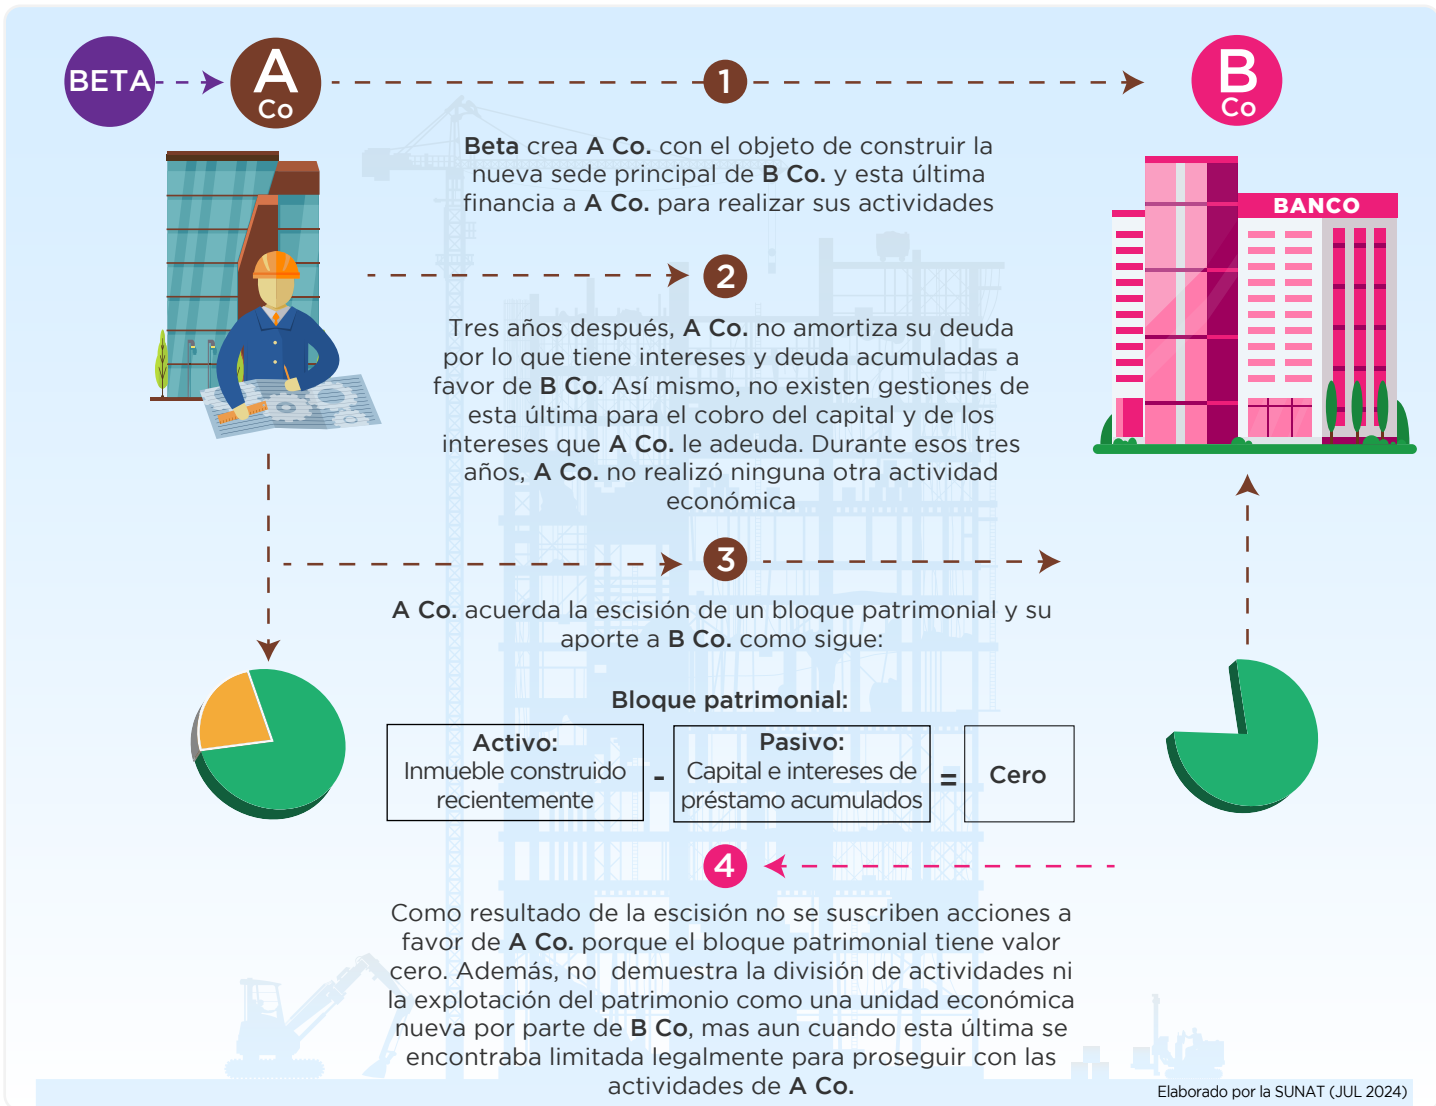 BETA
A
Co
1
B
Co
Beta crea A Co. con el objeto de construir la
nueva sede principal de B Co. y esta última
financia a A Co. para realizar sus actividades
BANCO
2
Tres años después, A Co. no amortiza su deuda
por lo que tiene intereses y deuda acumuladas a
favor de B Co. Así mismo, no existen gestiones de
esta última para el cobro del capital y de los
intereses que A Co. le adeuda. Durante esos tres
años, A Co. no realizó ninguna otra actividad
económica
3
A Co. acuerda la escisión de un bloque patrimonial y su
aporte a B Co. como sigue:
Bloque patrimonial:
Activo:
Inmueble construido
recientemente
-
Pasivo:
Capital e intereses de
préstamo acumulados
=
Cero
4
Como resultado de la escisión no se suscriben acciones a
favor de A Co. porque el bloque patrimonial tiene valor
cero. Además, no demuestra la división de actividades ni
la explotación del patrimonio como una unidad económica
nueva por parte de B Co, mas aun cuando esta última se
encontraba limitada legalmente para proseguir con las
actividades de A Co.
Elaborado por la SUNAT (JUL 2024)